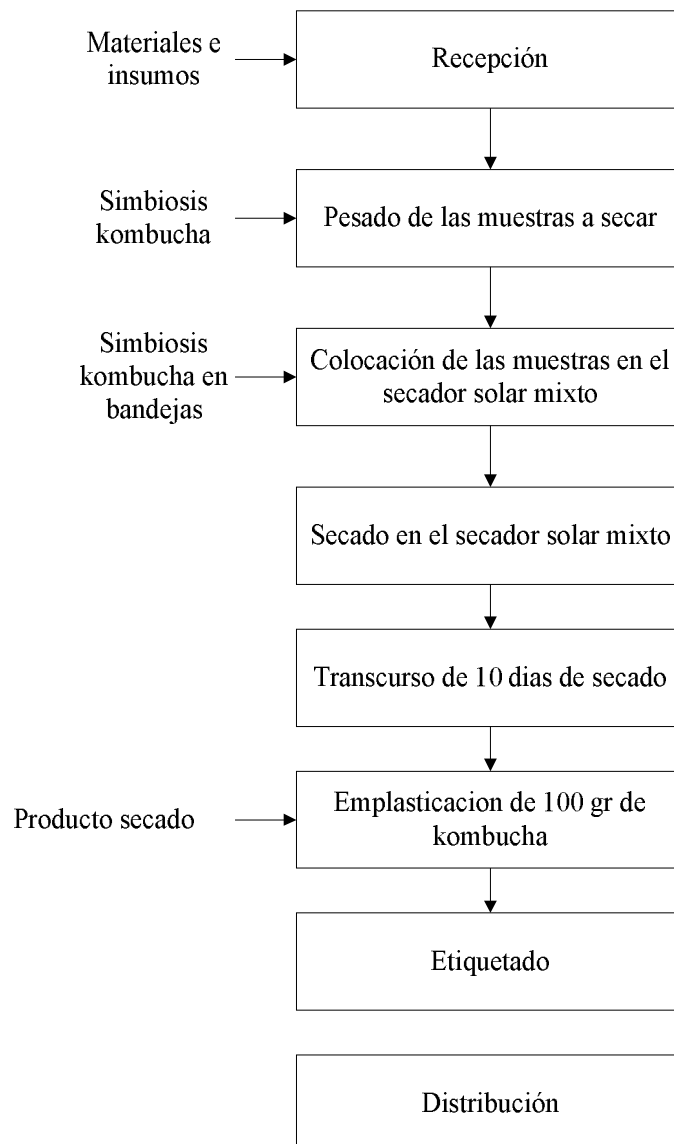 Materiales e
insumos
Recepción
Simbiosis
kombucha
Pesado de las muestras a secar
Simbiosis
kombucha en
bandejas
Colocación de las muestras en el
secador solar mixto
Secado en el secador solar mixto
Transcurso de 10 dias de secado
Producto secado
Emplasticacion de 100 gr de
kombucha
Etiquetado
Distribución